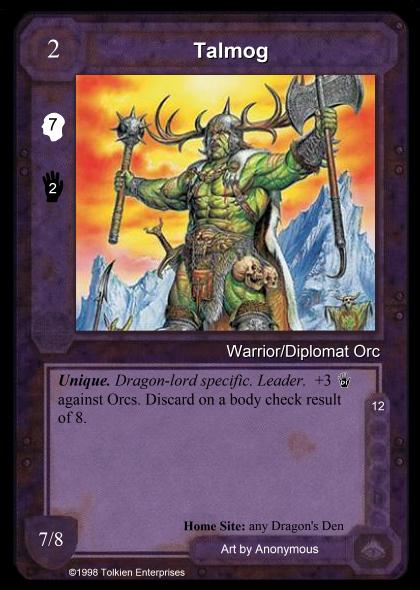 2
Talmog
7
2
Warrior/Diplomat Orc
Unique. Dragon-lord specific. Leader. +3 DI
against Orcs. Discard on a body check result
of 8.
12
Home Site: any Dragon's Den
7/8
Art by Anonymous
©1998 Tolkien Enterprises